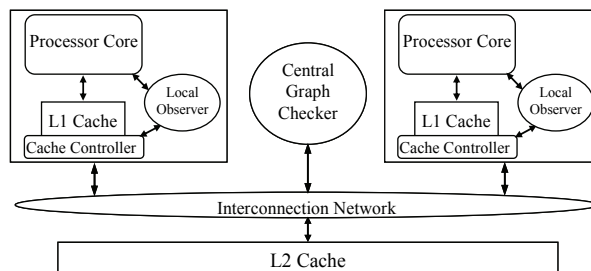 Processor Core
Local
Observer
L1 Cache
Cache Controller
Central
Graph
Checker
Processor Core
Local
Observer
L1 Cache
Cache Controller
Interconnection Network
L2 Cache